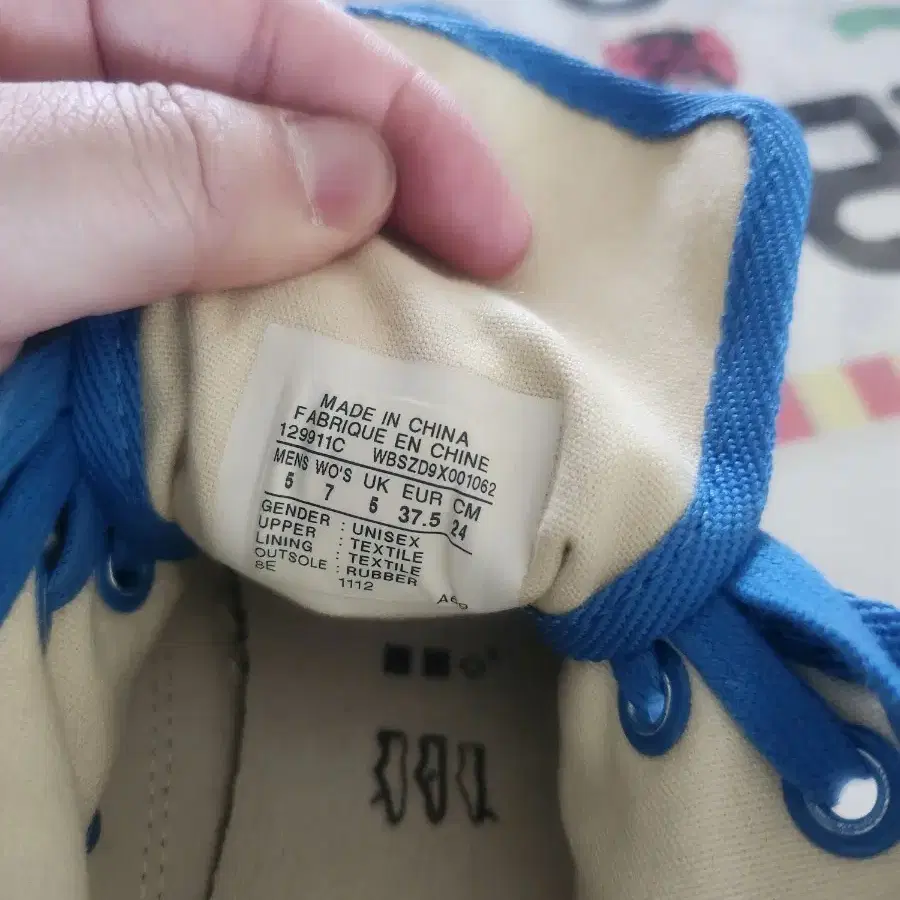 MADE IN CHINA
FABRIQUE EN CHINE
129911C WBSZD9X001062
MENS WO'S UK EUR CM
5 7 5 37.5 24
GENDER : UNISEX
UPPER : TEXTILE
LINING : TEXTILE
OUTSOLE : RUBBER
8E 1112